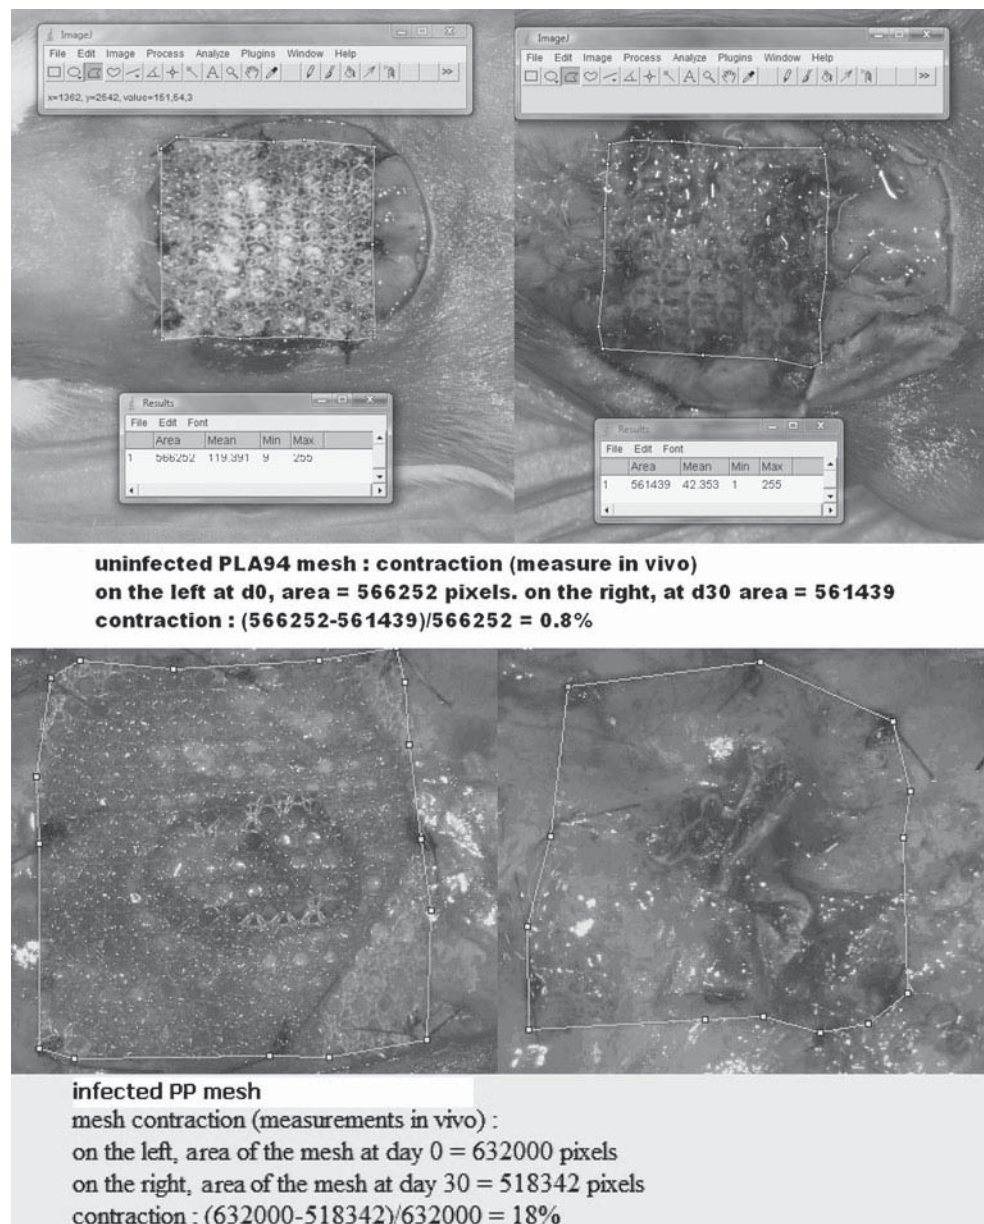 ImageJ
File Edit Image Process Analyze Plugins Window Help
A >>
x=1362, y=2642, value=151,54,3
ImageJ
File Edit Image Process Analyze Plugins Window Help
A >>
Results
File Edit Font
Area Mean Min Max
1 566252 119.391 9 255
Results
File Edit Font
Area Mean Min Max
1 561439 42.353 1 255
uninfected PLA94 mesh : contraction (measure in vivo)
on the left at d0, area = 566252 pixels. on the right, at d30 area = 561439
contraction : (566252-561439)/566252 = 0.8%
infected PP mesh
mesh contraction (measurements in vivo) :
on the left, area of the mesh at day 0 = 632000 pixels
on the right, area of the mesh at day 30 = 518342 pixels
contraction : (632000-518342)/632000 = 18%